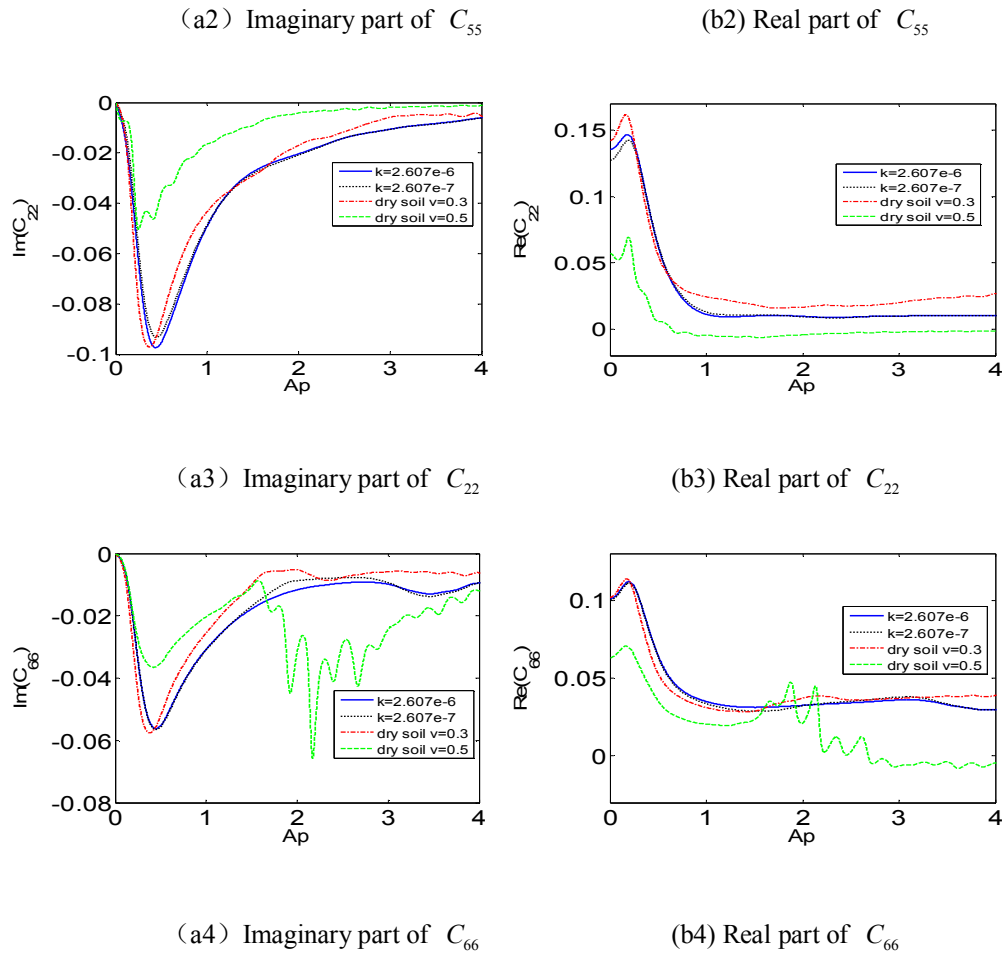 （a2）Imaginary part of C55
(b2) Real part of C55
0
-0.02
-0.04
-0.06
-0.08
-0.1
Im(C22)
k=2.607e-6
k=2.607e-7
dry soil v=0.3
dry soil v=0.5
0 1 2 3 4
Ap
0.15
0.1
0.05
0
Re(C22)
k=2.607e-6
k=2.607e-7
dry soil v=0.3
dry soil v=0.5
0 1 2 3 4
Ap
（a3）Imaginary part of C22
(b3) Real part of C22
0
-0.02
-0.04
-0.06
-0.08
Im(C66)
k=2.607e-6
k=2.607e-7
dry soil v=0.3
dry soil v=0.5
0 1 2 3 4
Ap
0.1
0.05
0
Re(C66)
k=2.607e-6
k=2.607e-7
dry soil v=0.3
dry soil v=0.5
0 1 2 3 4
Ap
（a4）Imaginary part of C66
(b4) Real part of C66